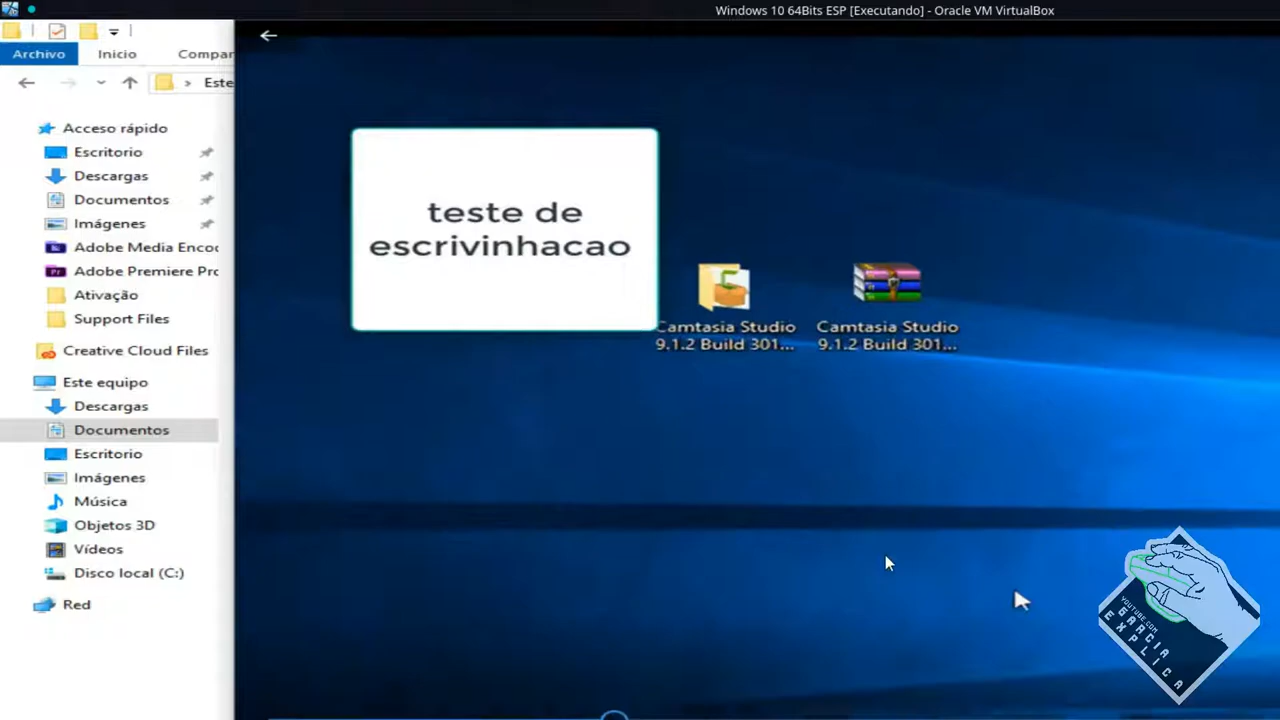 Windows 10 64Bits ESP [Executando] - Oracle VM VirtualBox
Archivo Inicio Compar
Este
Acceso rápido
Escritorio
Descargas
Documentos
Imágenes
Adobe Media Enco
Adobe Premiere Pro
Ativação
Support Files
Creative Cloud Files
Este equipo
Descargas
Documentos
Escritorio
Imágenes
Música
Objetos 3D
Vídeos
Disco local (C:)
Red
teste de
escrivinhacao
Camtasia Studio
9.1.2 Build 301...
Camtasia Studio
9.1.2 Build 301...
YOUTUBE.COM
GARCIA
EXPLICA